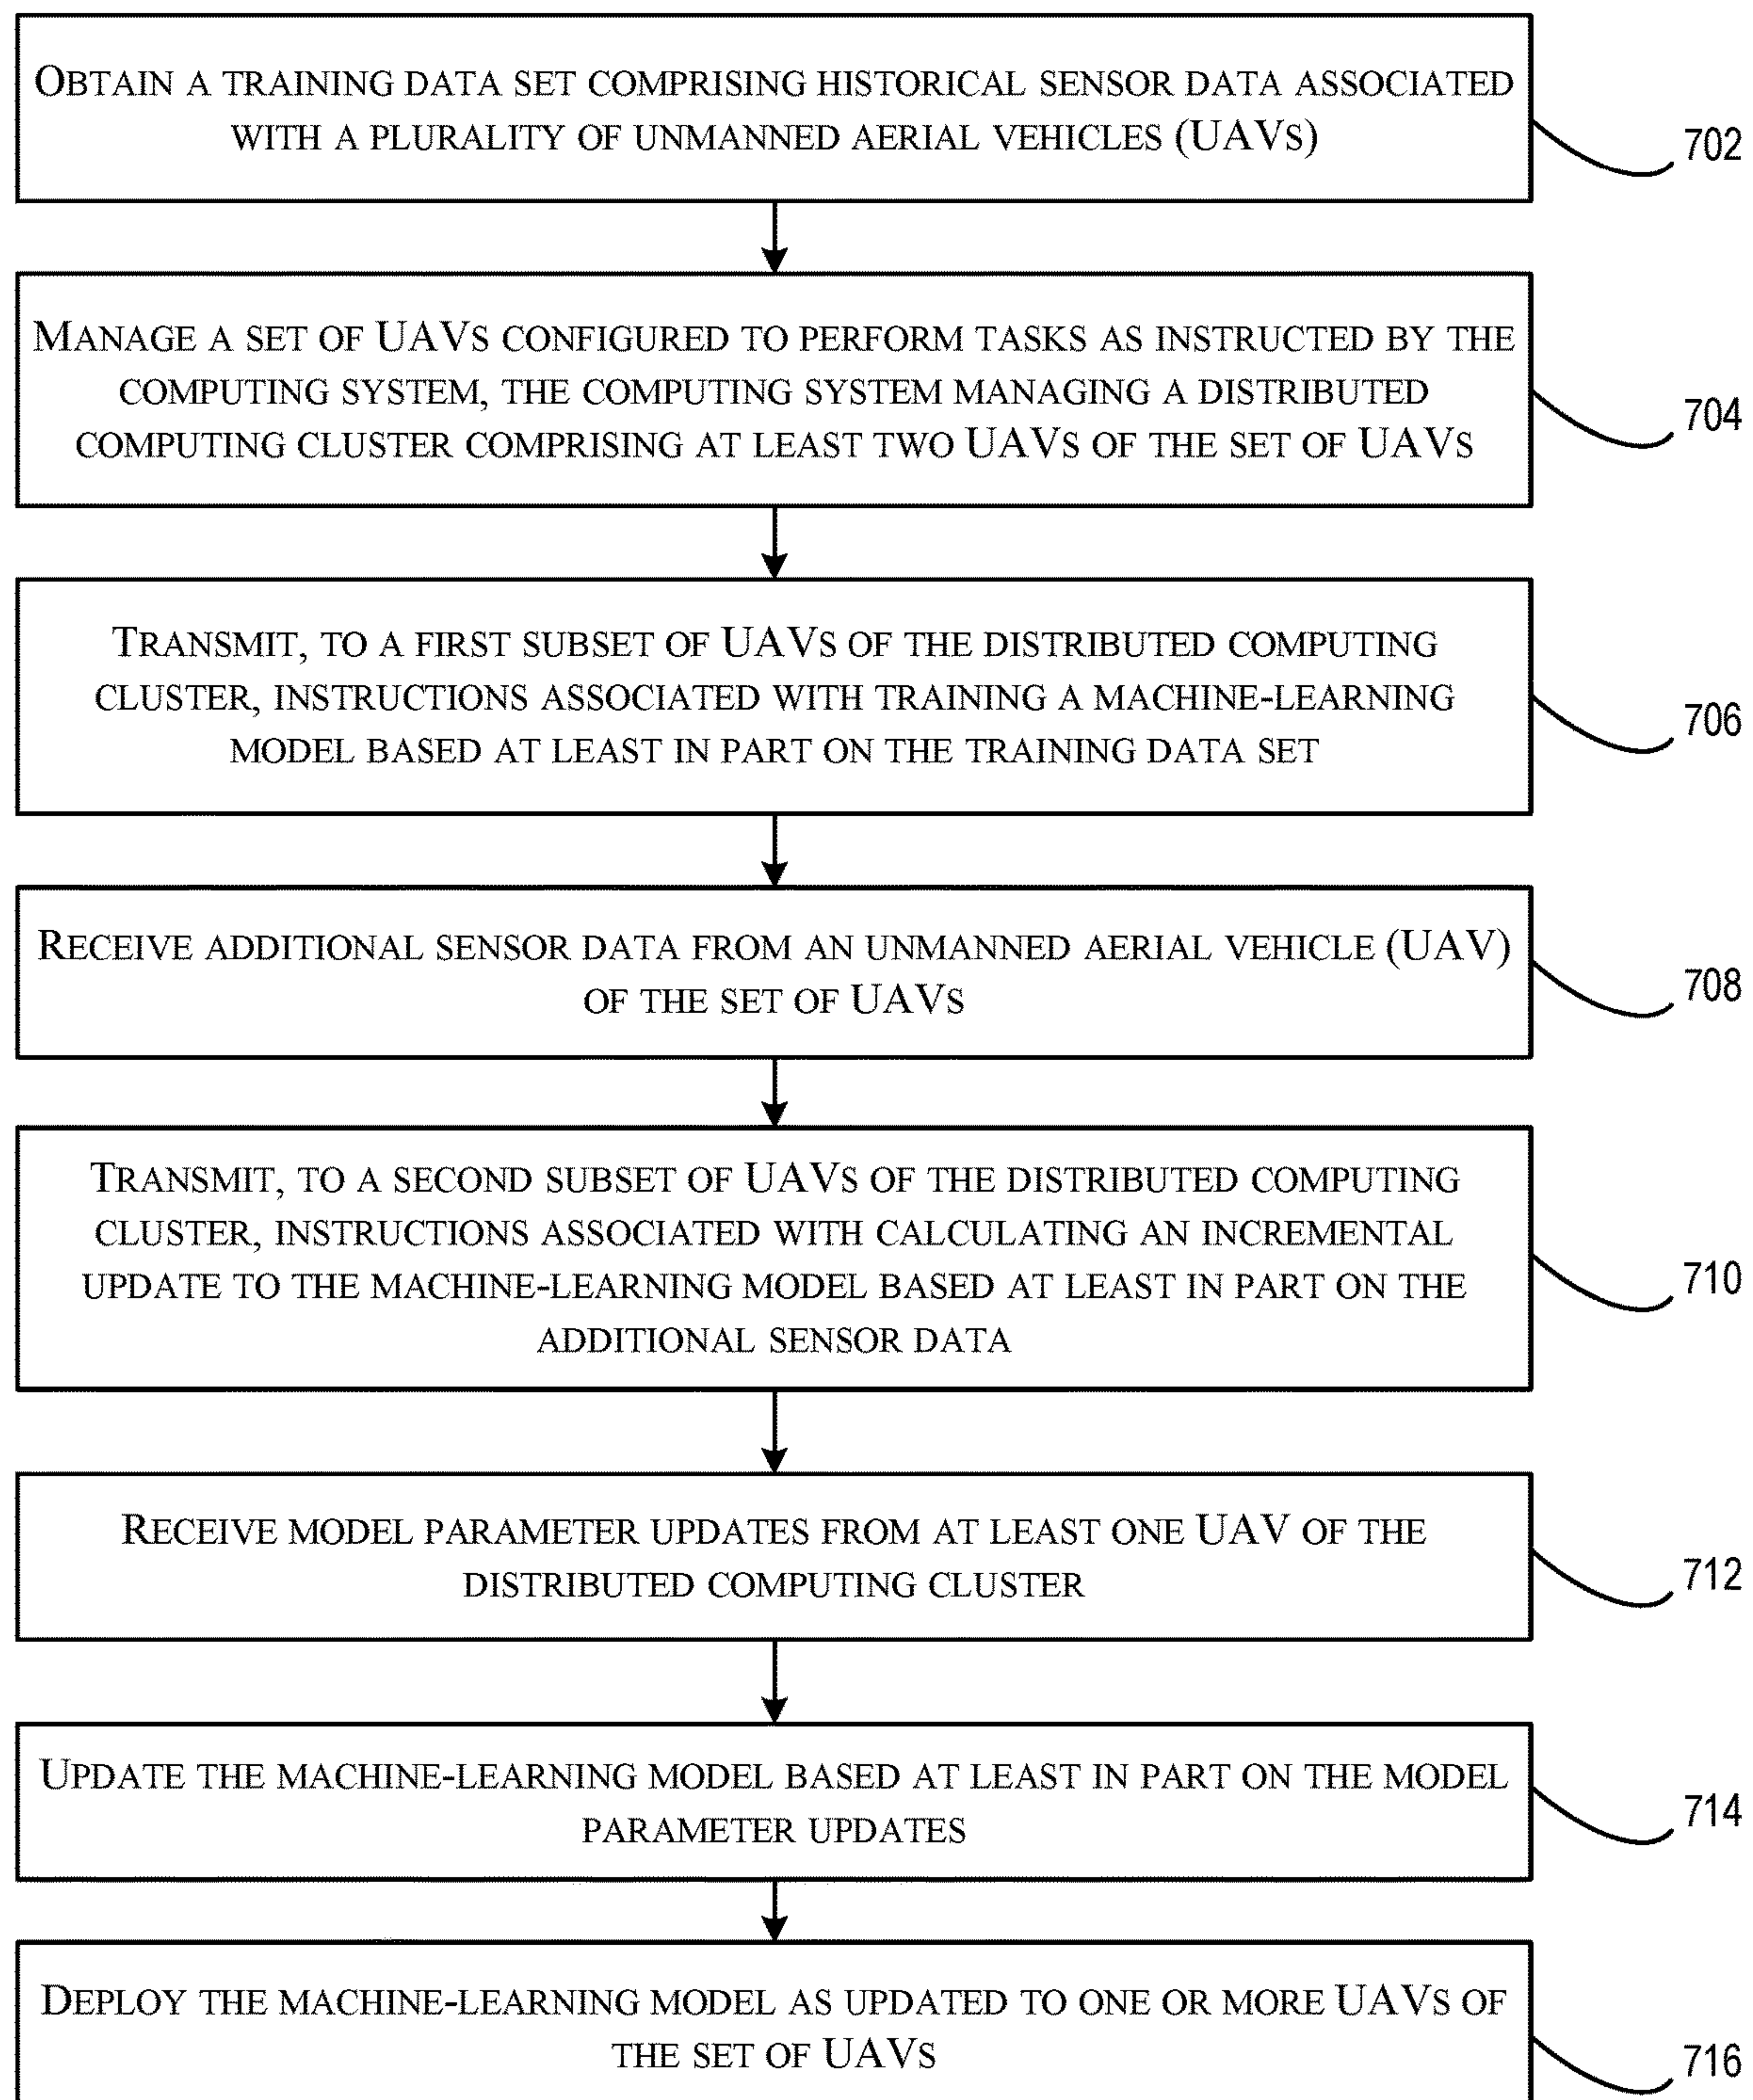 OBTAIN A TRAINING DATA SET COMPRISING HISTORICAL SENSOR DATA ASSOCIATED
WITH A PLURALITY OF UNMANNED AERIAL VEHICLES (UAVS)
702
MANAGE A SET OF UAVS CONFIGURED TO PERFORM TASKS AS INSTRUCTED BY THE
COMPUTING SYSTEM, THE COMPUTING SYSTEM MANAGING A DISTRIBUTED
COMPUTING CLUSTER COMPRISING AT LEAST TWO UAVS OF THE SET OF UAVS
704
TRANSMIT, TO A FIRST SUBSET OF UAVS OF THE DISTRIBUTED COMPUTING
CLUSTER, INSTRUCTIONS ASSOCIATED WITH TRAINING A MACHINE-LEARNING
MODEL BASED AT LEAST IN PART ON THE TRAINING DATA SET
706
RECEIVE ADDITIONAL SENSOR DATA FROM AN UNMANNED AERIAL VEHICLE (UAV)
OF THE SET OF UAVS
708
TRANSMIT, TO A SECOND SUBSET OF UAVS OF THE DISTRIBUTED COMPUTING
CLUSTER, INSTRUCTIONS ASSOCIATED WITH CALCULATING AN INCREMENTAL
UPDATE TO THE MACHINE-LEARNING MODEL BASED AT LEAST IN PART ON THE
ADDITIONAL SENSOR DATA
710
RECEIVE MODEL PARAMETER UPDATES FROM AT LEAST ONE UAV OF THE
DISTRIBUTED COMPUTING CLUSTER
712
UPDATE THE MACHINE-LEARNING MODEL BASED AT LEAST IN PART ON THE MODEL
PARAMETER UPDATES
714
DEPLOY THE MACHINE-LEARNING MODEL AS UPDATED TO ONE OR MORE UAVS OF
THE SET OF UAVS
716